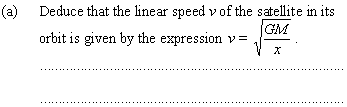 (a) Deduce that the linear speed v of the satellite in its
orbit is given by the expression v = √(GM/x) .
................................................................................
................................................................................